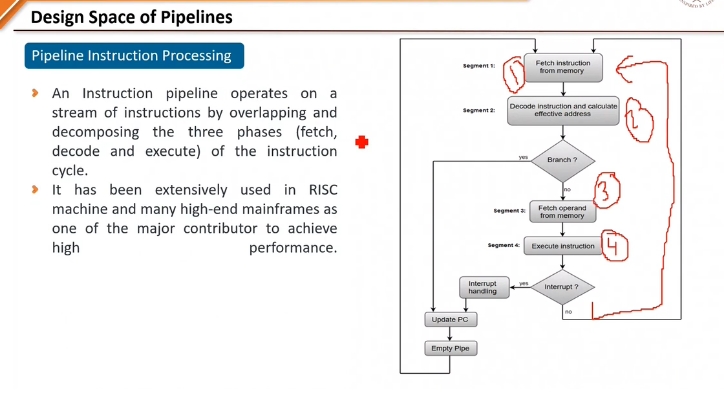 Design Space of Pipelines
Pipeline Instruction Processing
An Instruction pipeline operates on a
stream of instructions by overlapping and
decomposing the three phases (fetch,
decode and execute) of the instruction
cycle.
It has been extensively used in RISC
machine and many high-end mainframes as
one of the major contributor to achieve
high performance.
Segment 1:
Fetch instruction
from memory
1
Segment 2:
Decode instruction and calculate
effective address
2
Branch ?
yes
no
3
Segment 3:
Fetch operand
from memory
Segment 4:
Execute instruction
4
Interrupt ?
yes
no
Interrupt
handling
Update PC
Empty Pipe